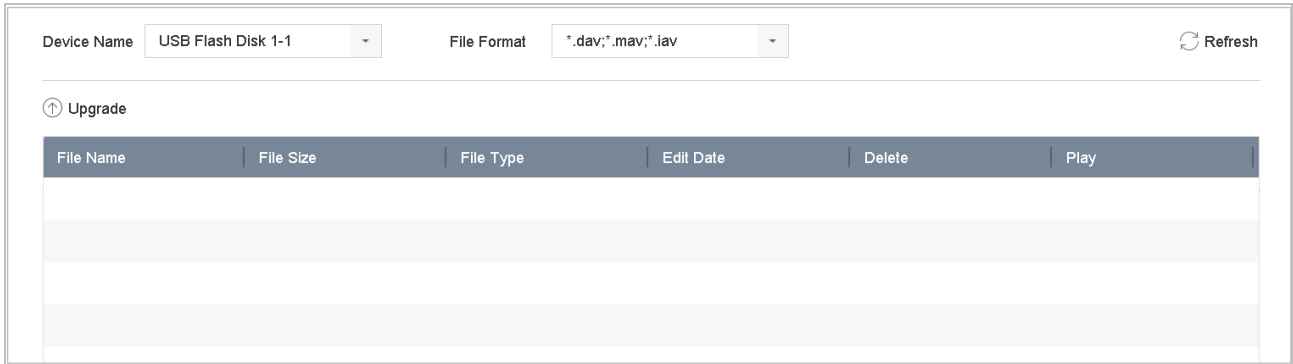 Device Name USB Flash Disk 1-1 File Format *.dav;*.mav;*.iav Refresh
Upgrade
File Name File Size File Type Edit Date Delete Play